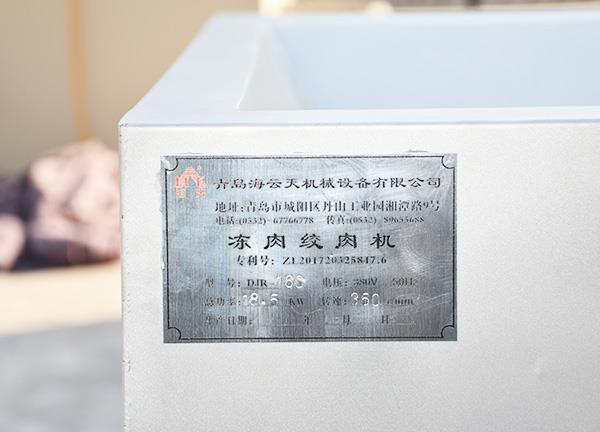 青岛海云天机械设备有限公司
地址:青岛市城阳区丹山工业园湘潭路9号
电话:(0532)-67766778 传真:(0532) 89655688
冻肉绞肉机
专利号: ZL201720325847.6
型 号: DJR-160 电压: 380V 50Hz
总功率: 18.5 KW 转速: 360 r/min
生产日期: 年 月 日